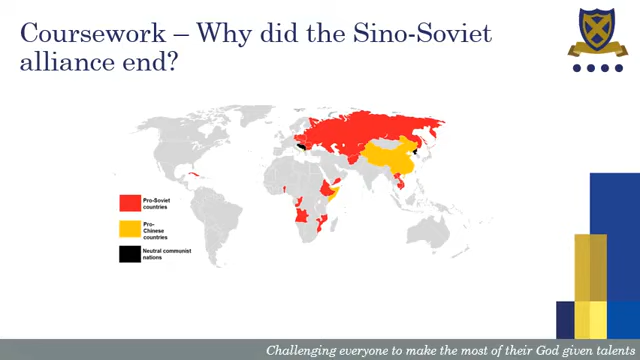 Coursework – Why did the Sino-Soviet
alliance end?
Pro-Soviet
countries
Pro-
Chinese
countries
Neutral communist
nations
Challenging everyone to make the most of their God given talents